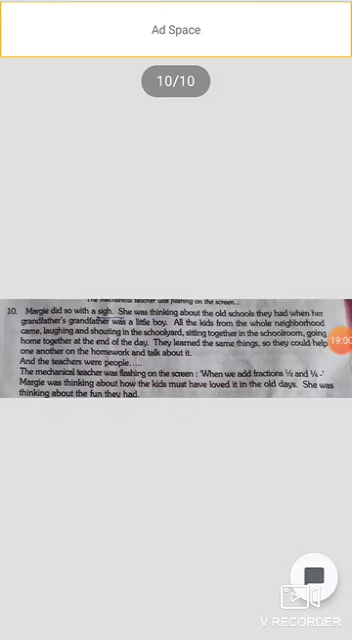 Ad Space
10/10
The mechanical teacher was flashing on the screen...
10. Margie did so with a sigh. She was thinking about the old schools they had when her
grandfather's grandfather was a little boy. All the kids from the whole neighborhood
came, laughing and shouting in the schoolyard, sitting together in the schoolroom, going
home together at the end of the day. They learned the same things, so they could help
one another on the homework and talk about it.
19:00
And the teachers were people.....
The mechanical teacher was flashing on the screen : 'When we add fractions ½ and ¼ -'
Margie was thinking about how the kids must have loved it in the old days. She was
thinking about the fun they had.
V RECORDER